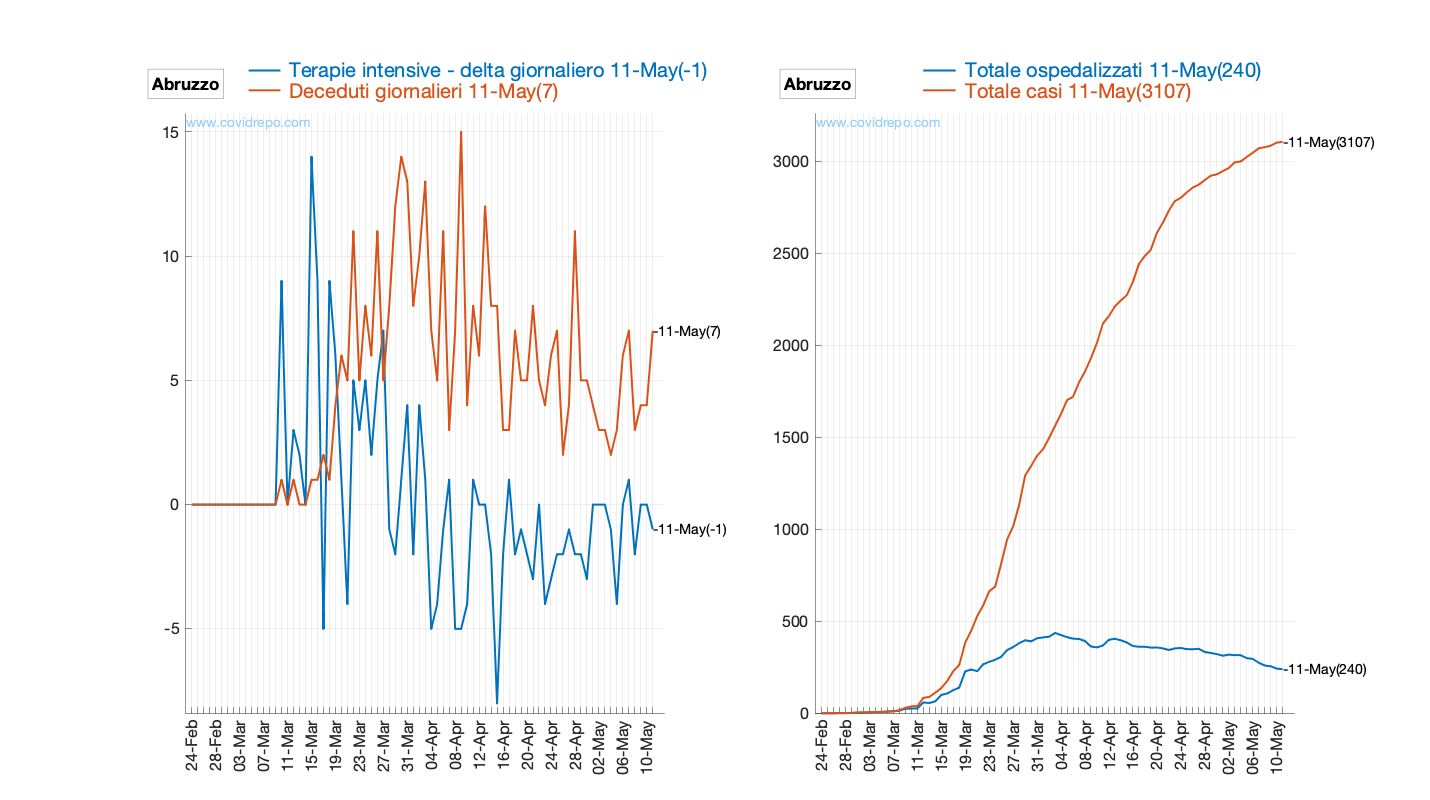 Abruzzo
Terapie intensive - delta giornaliero 11-May(-1)
Deceduti giornalieri 11-May(7)
www.covidrepo.com
15
10
5
0
-5
11-May(7)
11-May(-1)
24-Feb
28-Feb
03-Mar
07-Mar
11-Mar
15-Mar
19-Mar
23-Mar
27-Mar
31-Mar
04-Apr
08-Apr
12-Apr
16-Apr
20-Apr
24-Apr
28-Apr
02-May
06-May
10-May
Abruzzo
Totale ospedalizzati 11-May(240)
Totale casi 11-May(3107)
www.covidrepo.com
3000
2500
2000
1500
1000
500
0
11-May(3107)
11-May(240)
24-Feb
28-Feb
03-Mar
07-Mar
11-Mar
15-Mar
19-Mar
23-Mar
27-Mar
31-Mar
04-Apr
08-Apr
12-Apr
16-Apr
20-Apr
24-Apr
28-Apr
02-May
06-May
10-May